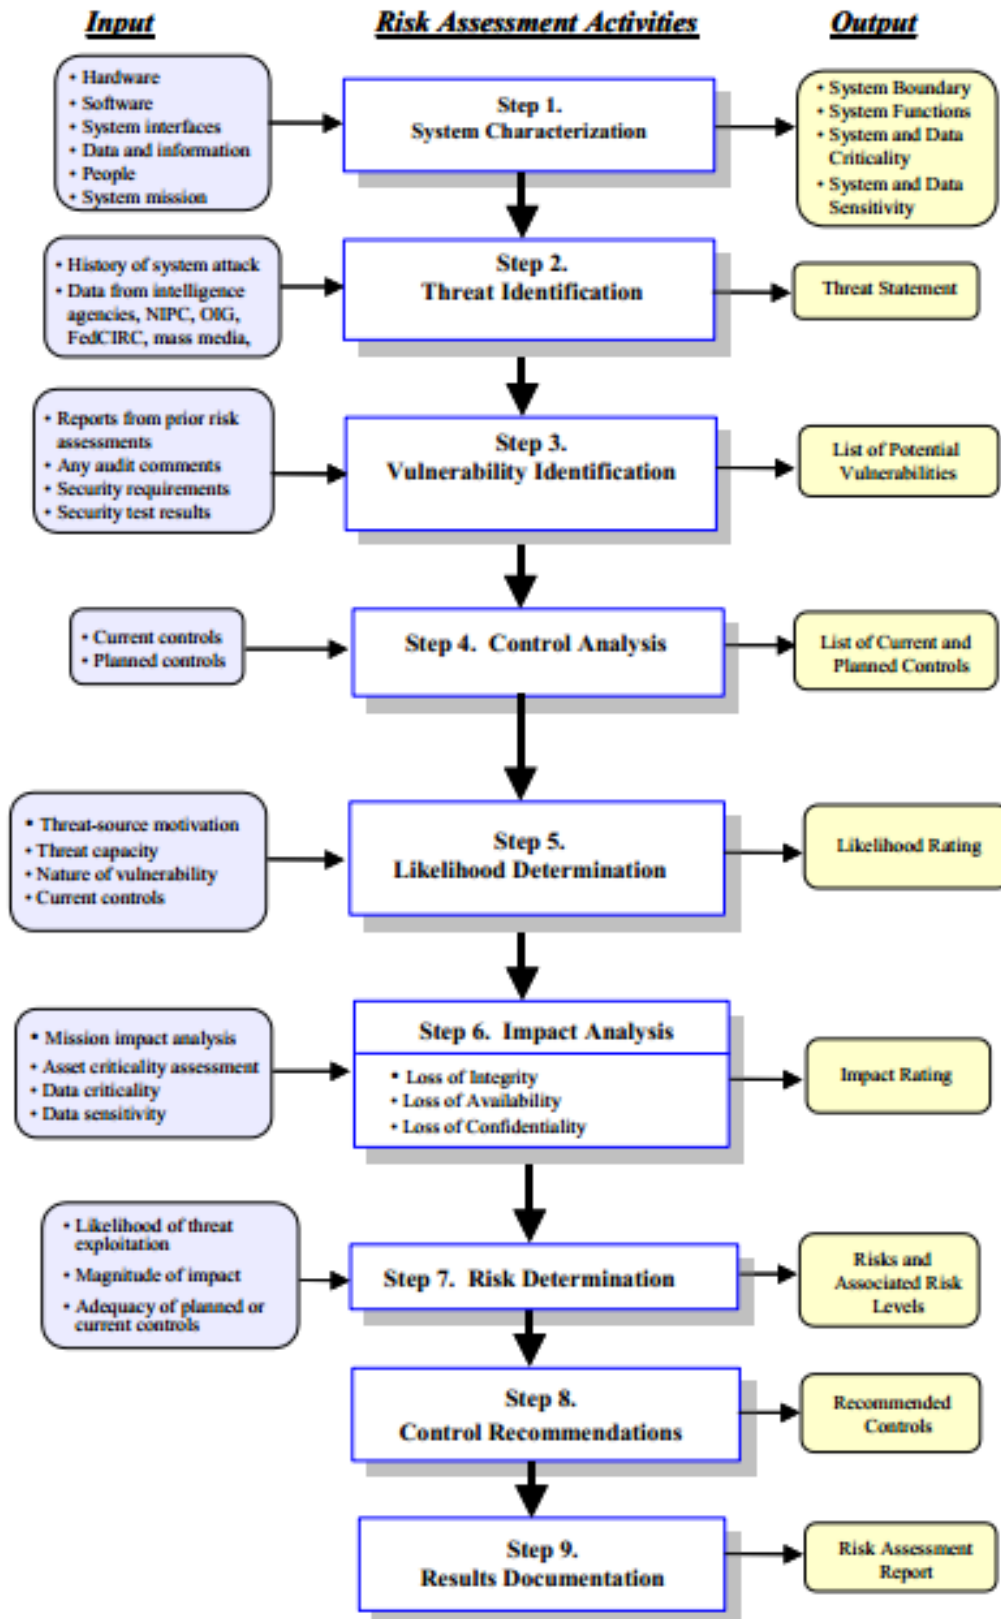 Input
Risk Assessment Activities
Output
• Hardware
• Software
• System interfaces
• Data and information
• People
• System mission
Step 1.
System Characterization
• System Boundary
• System Functions
• System and Data
Criticality
• System and Data
Sensitivity
• History of system attack
• Data from intelligence
agencies, NIPC, OIG,
FedCIRC, mass media,
Step 2.
Threat Identification
Threat Statement
• Reports from prior risk
assessments
• Any audit comments
• Security requirements
• Security test results
Step 3.
Vulnerability Identification
List of Potential
Vulnerabilities
• Current controls
• Planned controls
Step 4. Control Analysis
List of Current and
Planned Controls
• Threat-source motivation
• Threat capacity
• Nature of vulnerability
• Current controls
Step 5.
Likelihood Determination
Likelihood Rating
• Mission impact analysis
• Asset criticality assessment
• Data criticality
• Data sensitivity
Step 6. Impact Analysis
• Loss of Integrity
• Loss of Availability
• Loss of Confidentiality
Impact Rating
• Likelihood of threat
exploitation
• Magnitude of impact
• Adequacy of planned or
current controls
Step 7. Risk Determination
Risks and
Associated Risk
Levels
Step 8.
Control Recommendations
Recommended
Controls
Step 9.
Results Documentation
Risk Assessment
Report